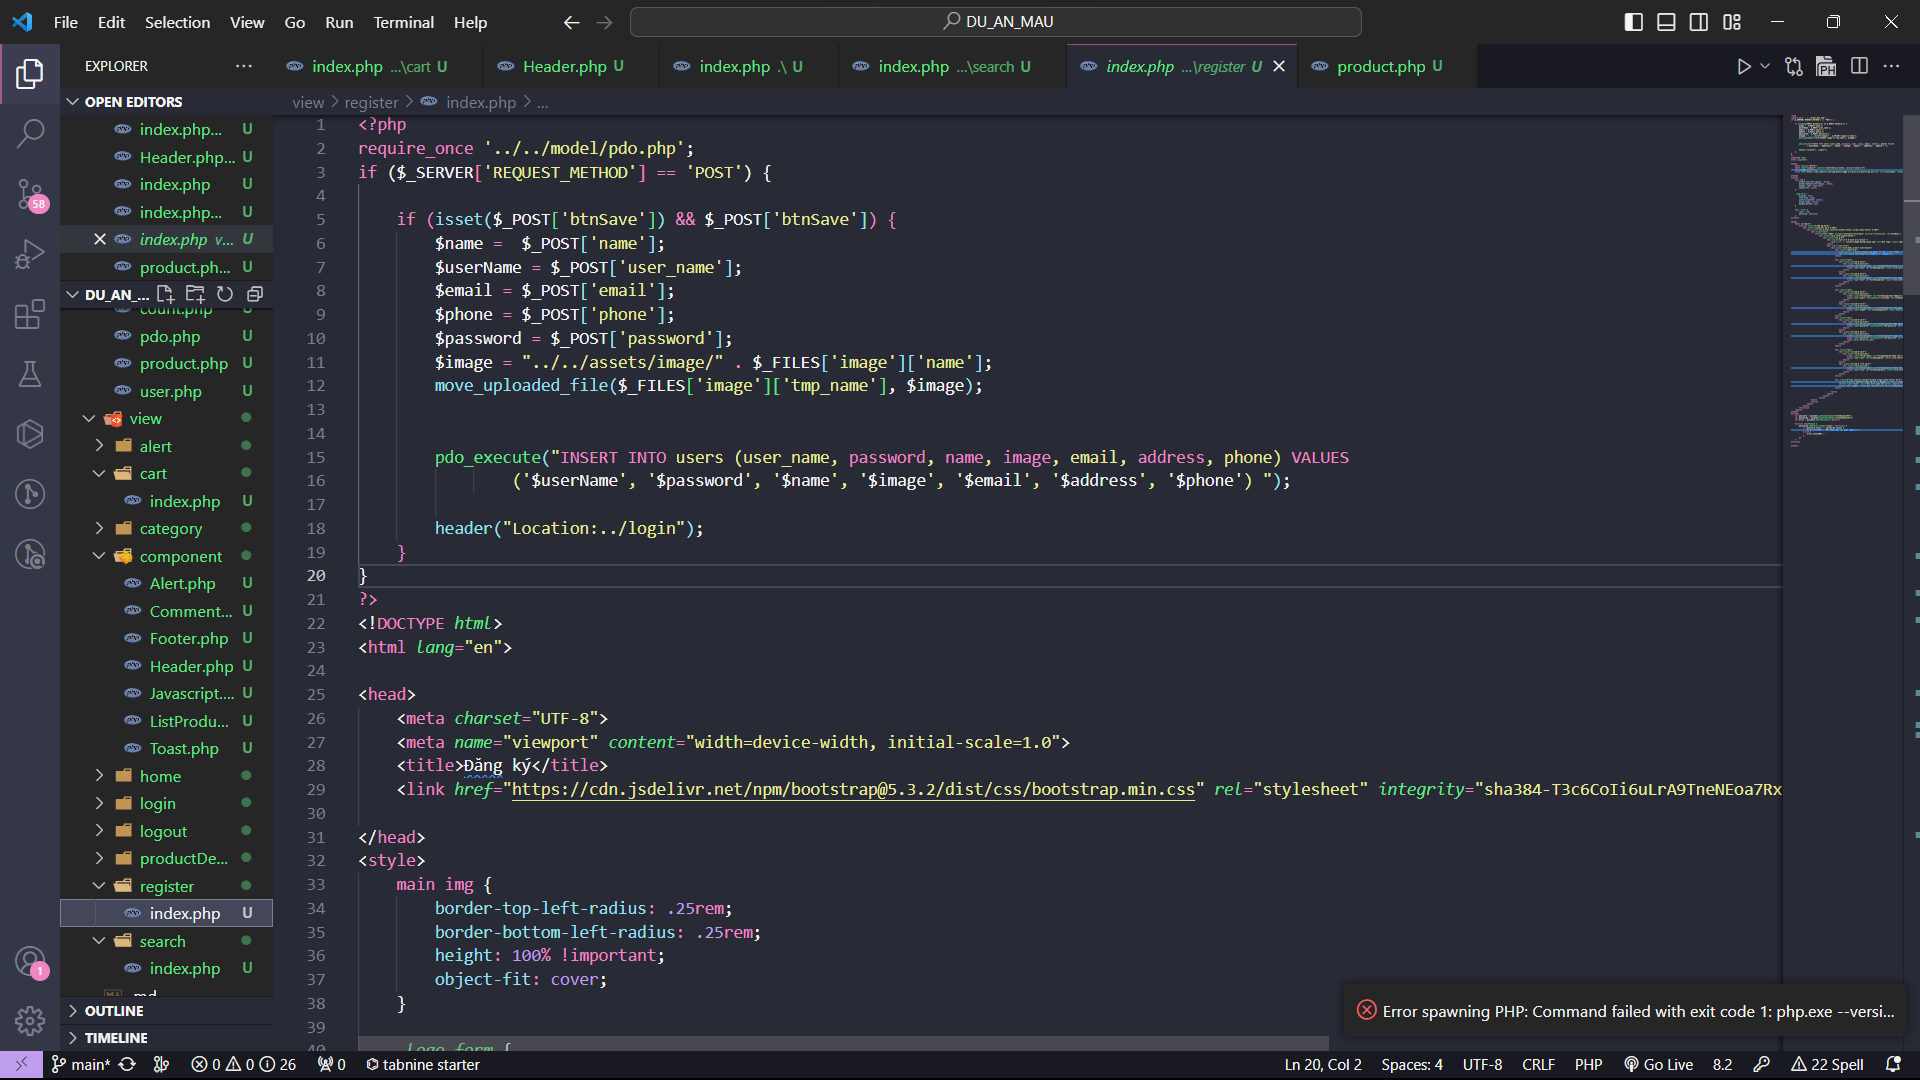 File Edit Selection View Go Run Terminal Help
DU_AN_MAU
EXPLORER
index.php ...\cart U
Header.php U
index.php .\ U
index.php ...\search U
index.php ...\register U
product.php U
OPEN EDITORS
index.php... U
Header.php... U
index.php U
index.php... U
index.php v... U
product.ph... U
DU_AN_...
count.php U
pdo.php U
product.php U
user.php U
view
alert
cart
index.php U
category
component
Alert.php U
Comment... U
Footer.php U
Header.php U
Javascript.... U
ListProdu... U
Toast.php U
home
login
logout
productDe...
register
index.php U
search
index.php U
OUTLINE
TIMELINE
58
1
view > register > index.php > ...
1 <?php
2 require_once '../../model/pdo.php';
3 if ($_SERVER['REQUEST_METHOD'] == 'POST') {
4
5 if (isset($_POST['btnSave']) && $_POST['btnSave']) {
6 $name =  $_POST['name'];
7 $userName = $_POST['user_name'];
8 $email = $_POST['email'];
9 $phone = $_POST['phone'];
10 $password = $_POST['password'];
11 $image = "../../assets/image/" . $_FILES['image']['name'];
12 move_uploaded_file($_FILES['image']['tmp_name'], $image);
13
14
15 pdo_execute("INSERT INTO users (user_name, password, name, image, email, address, phone) VALUES
16 ('$userName', '$password', '$name', '$image', '$email', '$address', '$phone') ");
17
18 header("Location:../login");
19 }
20 }
21 ?>
22 <!DOCTYPE html>
23 <html lang="en">
24
25 <head>
26 <meta charset="UTF-8">
27 <meta name="viewport" content="width=device-width, initial-scale=1.0">
28 <title>Đăng ký</title>
29 <link href="https://cdn.jsdelivr.net/npm/bootstrap@5.3.2/dist/css/bootstrap.min.css" rel="stylesheet" integrity="sha384-T3c6CoIi6uLrA9TneNEoa7Rx
30
31 </head>
32 <style>
33 main img {
34 border-top-left-radius: .25rem;
35 border-bottom-left-radius: .25rem;
36 height: 100% !important;
37 object-fit: cover;
38 }
39
40 .logo form {
Error spawning PHP: Command failed with exit code 1: php.exe --versi...
main* 0 0 26 0 tabnine starter
Ln 20, Col 2 Spaces: 4 UTF-8 CRLF PHP Go Live 8.2 22 Spell